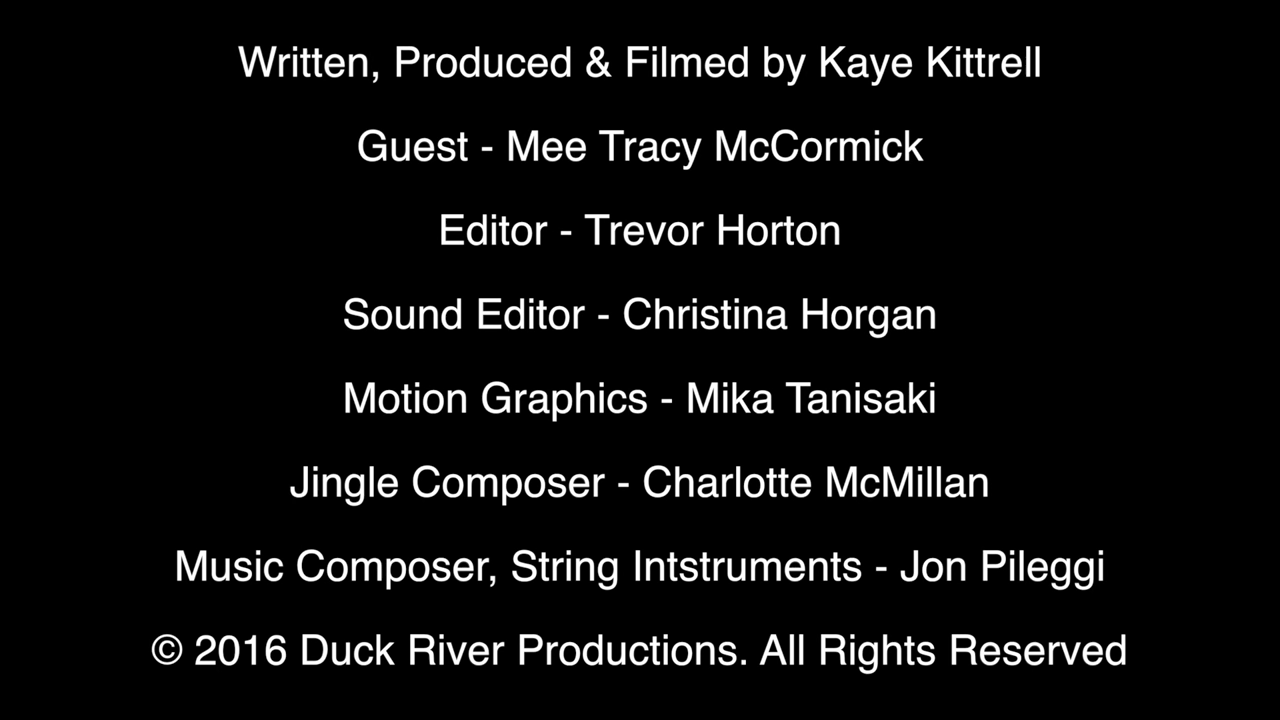 Written, Produced & Filmed by Kaye Kittrell
Guest - Mee Tracy McCormick
Editor - Trevor Horton
Sound Editor - Christina Horgan
Motion Graphics - Mika Tanisaki
Jingle Composer - Charlotte McMillan
Music Composer, String Intstruments - Jon Pileggi
© 2016 Duck River Productions. All Rights Reserved